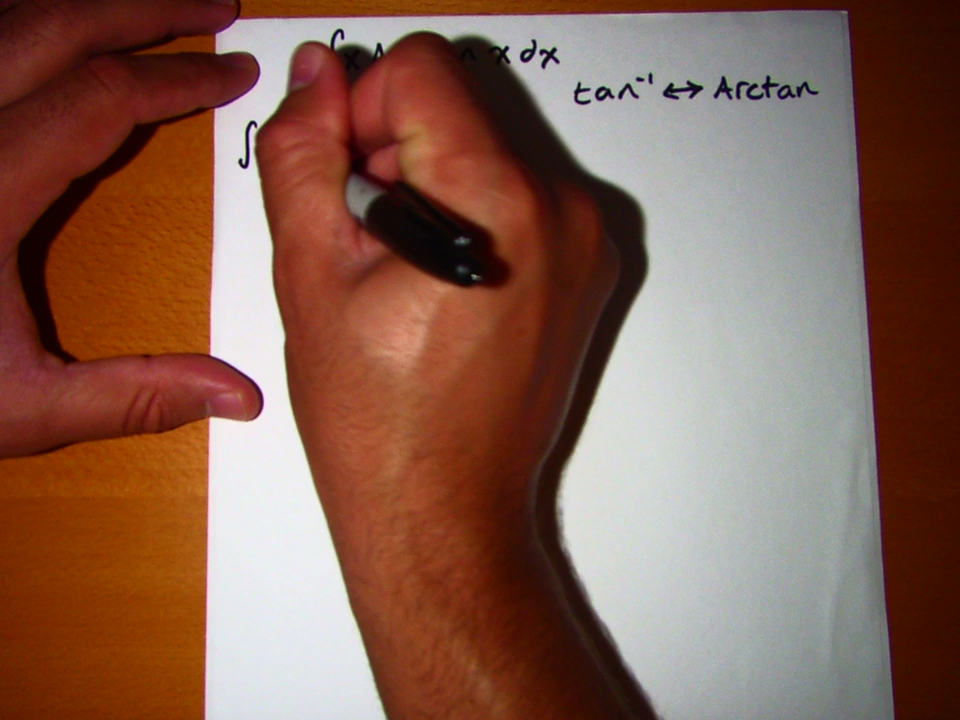 ∫x A n x dx
tan⁻¹ ↔ Arctan
∫